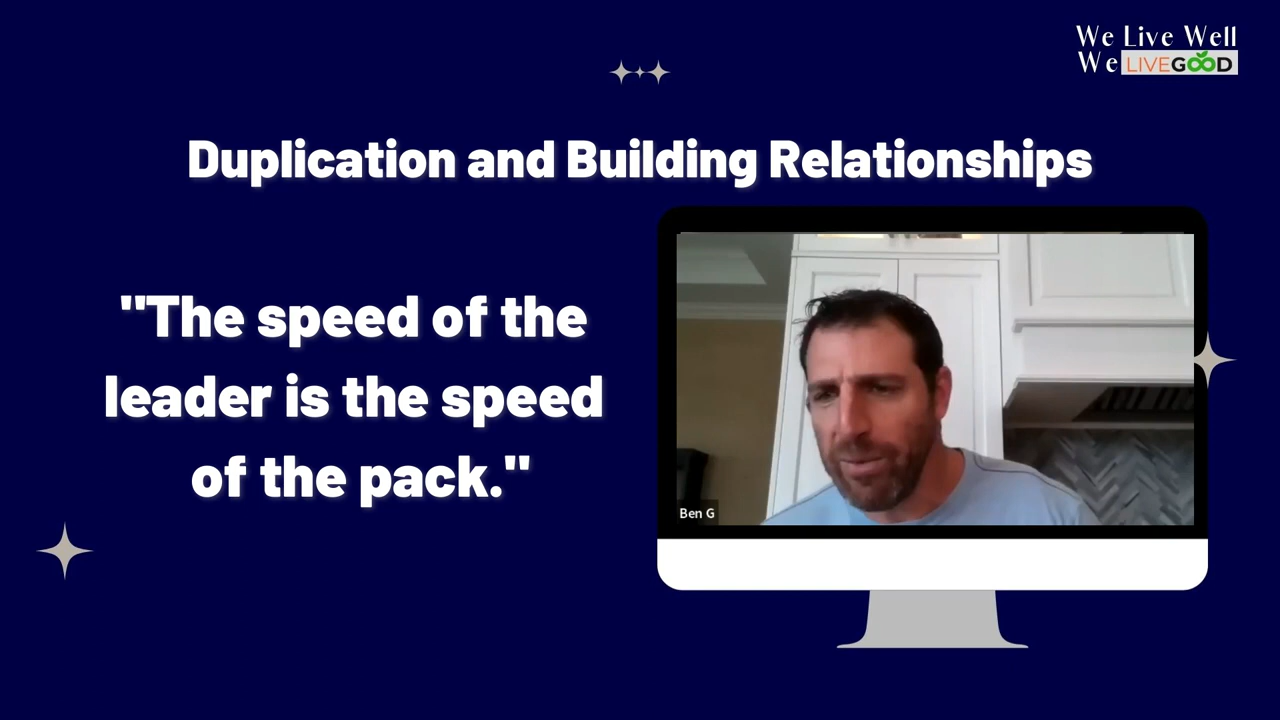 We Live Well
We LIVEGOOD
Duplication and Building Relationships
"The speed of the
leader is the speed
of the pack."
Ben G